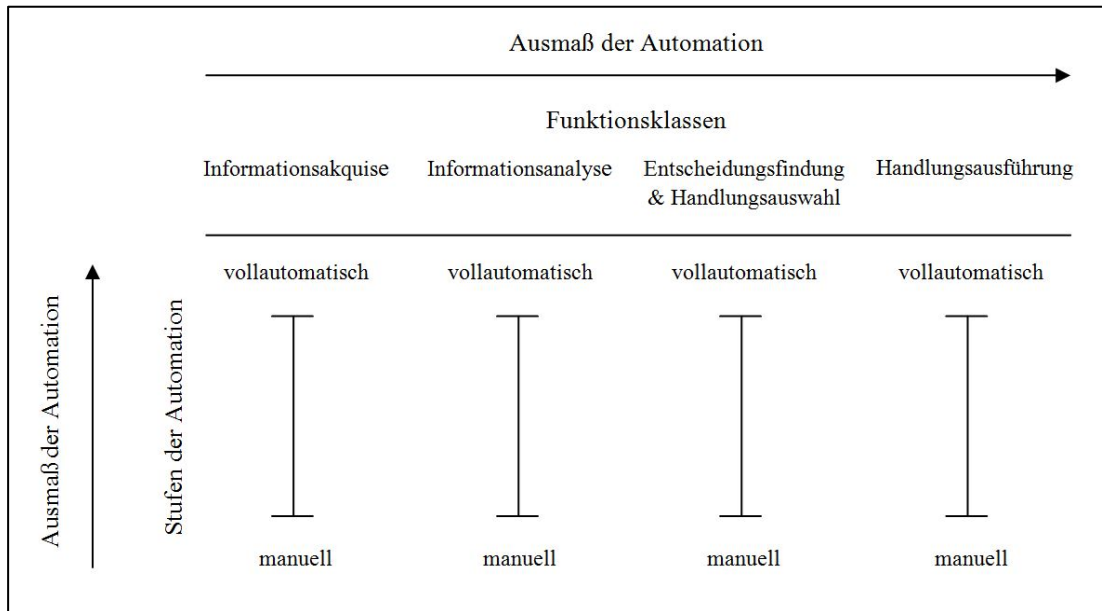 Ausmaß der Automation
Funktionsklassen
Informationsakquise
Informationsanalyse
Entscheidungsfindung
& Handlungsauswahl
Handlungsausführung
Ausmaß der Automation
Stufen der Automation
vollautomatisch
vollautomatisch
vollautomatisch
vollautomatisch
manuell
manuell
manuell
manuell